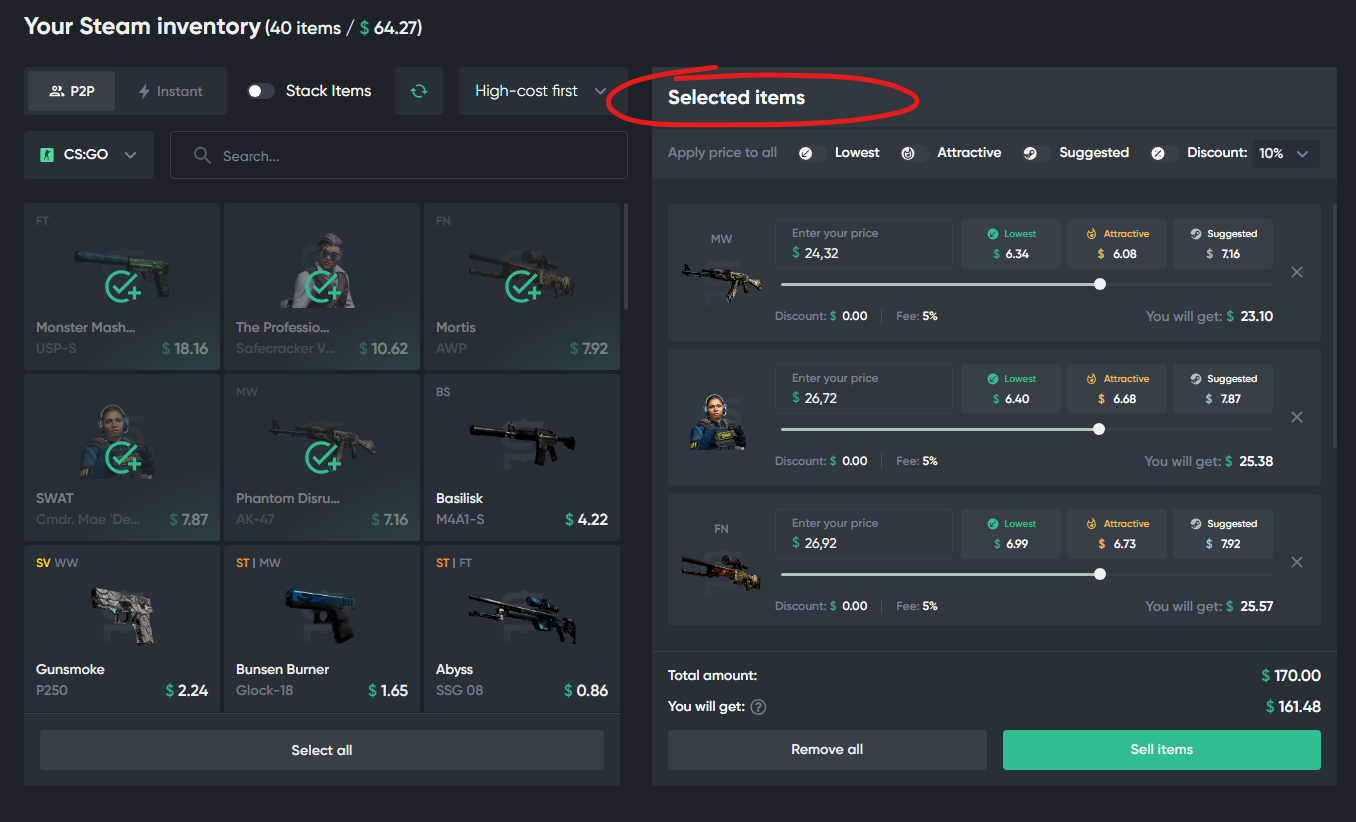 Your Steam inventory (40 items / $ 64.27)
P2P
Instant
Stack Items
High-cost first
CS:GO
Search...
FT
Monster Mash...
USP-S
$ 18.16
The Professio...
Safecracker V...
$ 10.62
FN
Mortis
AWP
$ 7.92
SWAT
Cmdr. Mae 'De...
$ 7.87
MW
Phantom Disru...
AK-47
$ 7.16
BS
Basilisk
M4A1-S
$ 4.22
SV WW
Gunsmoke
P250
$ 2.24
ST | MW
Bunsen Burner
Glock-18
$ 1.65
ST | FT
Abyss
SSG 08
$ 0.86
Select all
Selected items
Apply price to all
Lowest
Attractive
Suggested
Discount: 10%
MW
Enter your price
$ 24,32
Lowest
$ 6.34
Attractive
$ 6.08
Suggested
$ 7.16
Discount: $ 0.00 | Fee: 5%
You will get: $ 23.10
Enter your price
$ 26,72
Lowest
$ 6.40
Attractive
$ 6.68
Suggested
$ 7.87
Discount: $ 0.00 | Fee: 5%
You will get: $ 25.38
FN
Enter your price
$ 26,92
Lowest
$ 6.99
Attractive
$ 6.73
Suggested
$ 7.92
Discount: $ 0.00 | Fee: 5%
You will get: $ 25.57
Total amount: $ 170.00
You will get: ? $ 161.48
Remove all
Sell items